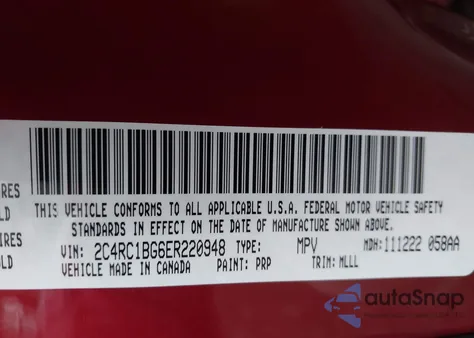 THIS VEHICLE CONFORMS TO ALL APPLICABLE U.S.A. FEDERAL MOTOR VEHICLE SAFETY
STANDARDS IN EFFECT ON THE DATE OF MANUFACTURE SHOWN ABOVE.
VIN: 2C4RC1BG6ER220948 TYPE: MPV MDH: 111222 058AA
VEHICLE MADE IN CANADA PAINT: PRP TRIM: MLLL
IRES
LD
IRES
LD
autoSnap